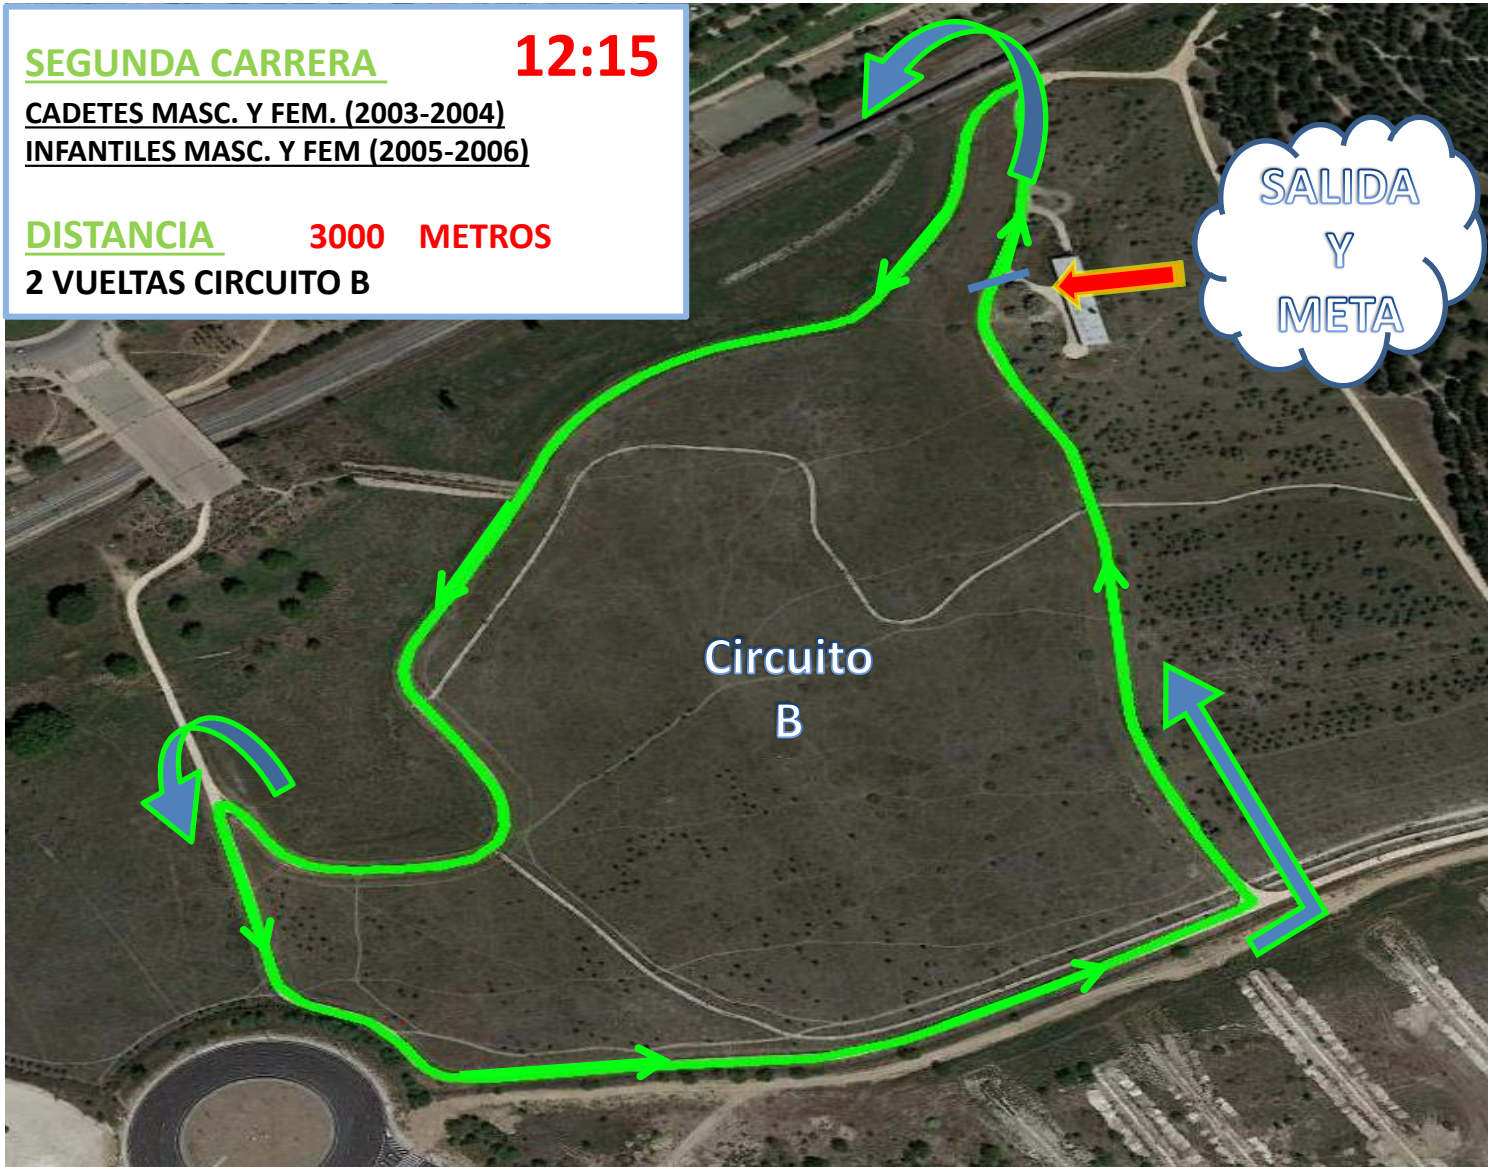 SEGUNDA CARRERA 12:15
CADETES MASC. Y FEM. (2003-2004)
INFANTILES MASC. Y FEM (2005-2006)
DISTANCIA 3000 METROS
2 VUELTAS CIRCUITO B
SALIDA
Y
META
Circuito
B